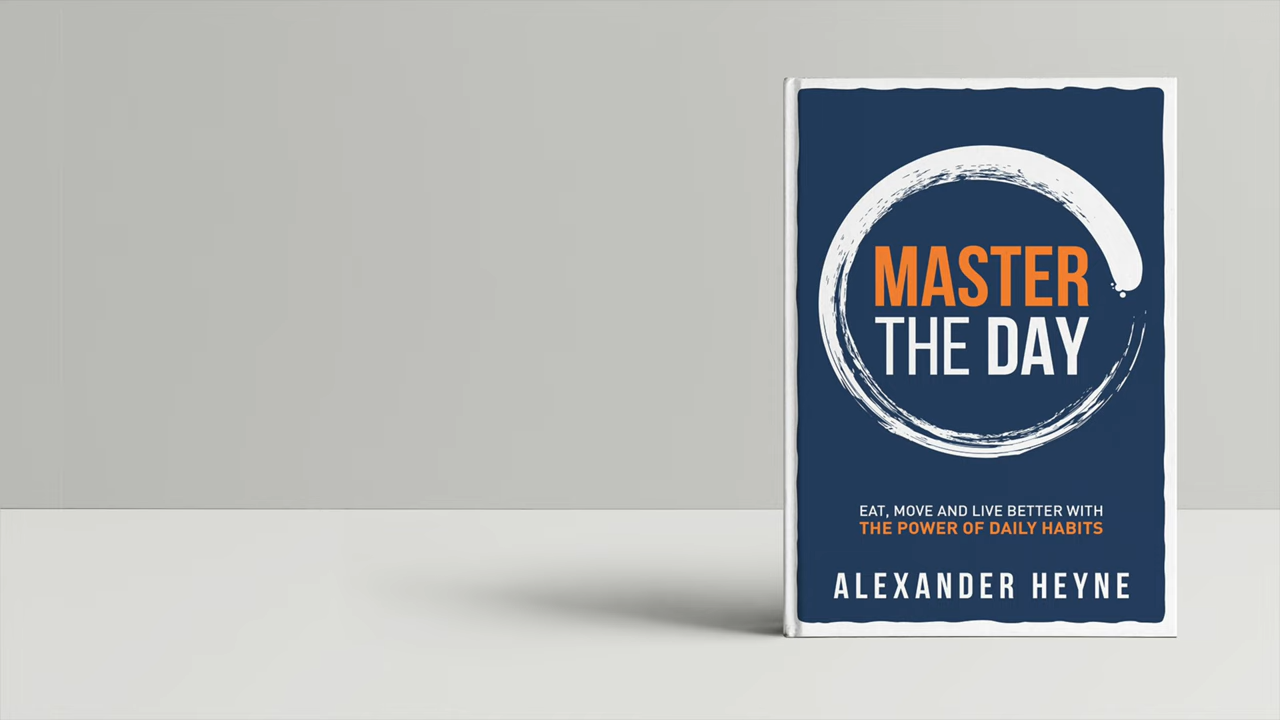 MASTER
THE DAY
EAT, MOVE AND LIVE BETTER WITH
THE POWER OF DAILY HABITS
ALEXANDER HEYNE